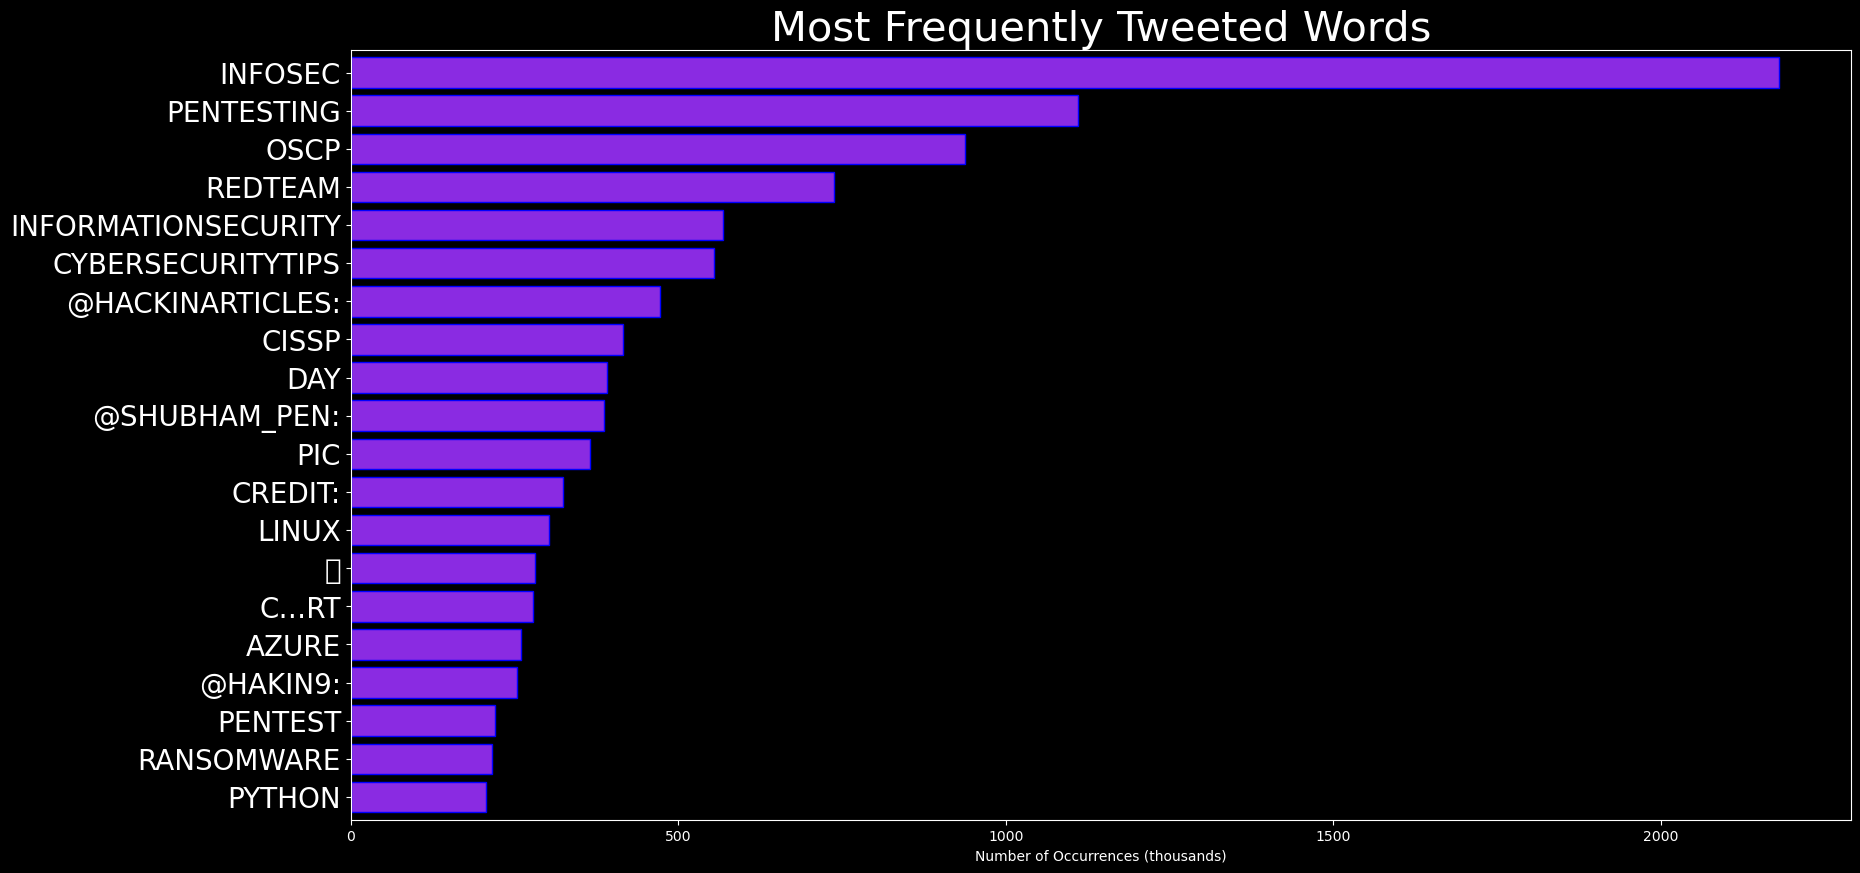 Most Frequently Tweeted Words
INFOSEC
PENTESTING
OSCP
REDTEAM
INFORMATIONSECURITY
CYBERSECURITYTIPS
@HACKINARTICLES:
CISSP
DAY
@SHUBHAM_PEN:
PIC
CREDIT:
LINUX
C…RT
AZURE
@HAKIN9:
PENTEST
RANSOMWARE
PYTHON
0 500 1000 1500 2000
Number of Occurrences (thousands)